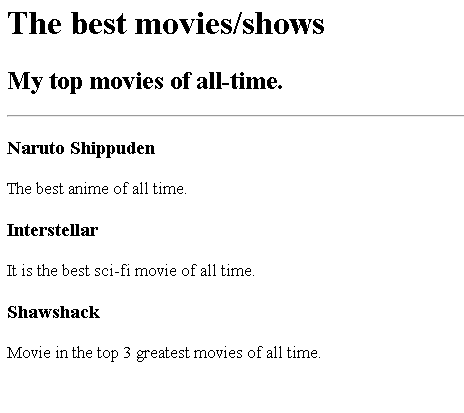 The best movies/shows
My top movies of all-time.
Naruto Shippuden
The best anime of all time.
Interstellar
It is the best sci-fi movie of all time.
Shawshack
Movie in the top 3 greatest movies of all time.